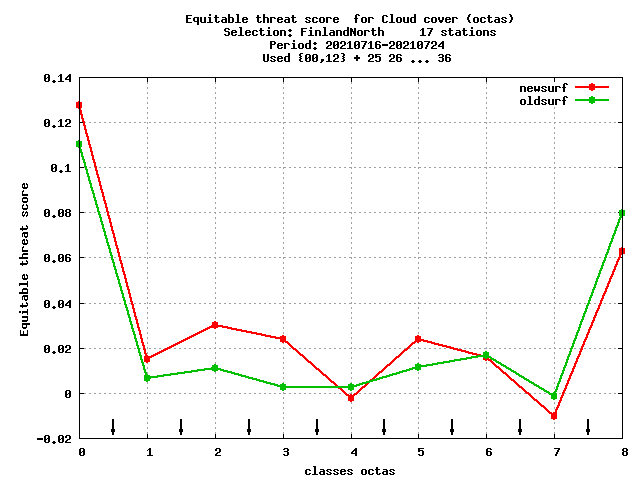 Equitable threat score  for Cloud cover (octas)
Selection: FinlandNorth     17 stations
Period: 20210716-20210724
Used {00,12} + 25 26 ... 36
newsurf
oldsurf
0.14
0.12
0.1
0.08
0.06
0.04
0.02
0
-0.02
Equitable threat score
0 1 2 3 4 5 6 7 8
classes octas